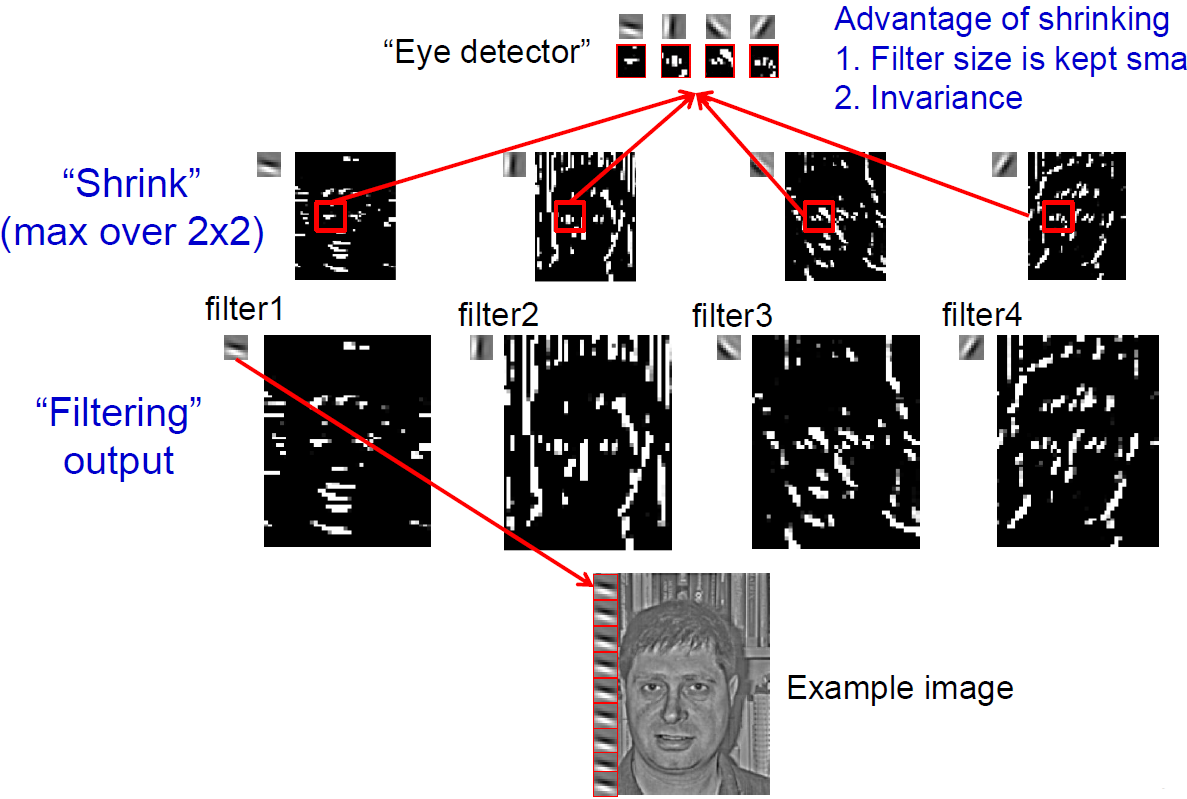 “Eye detector”
Advantage of shrinking
1. Filter size is kept sma
2. Invariance
“Shrink”
(max over 2x2)
filter1
filter2
filter3
filter4
“Filtering”
output
Example image